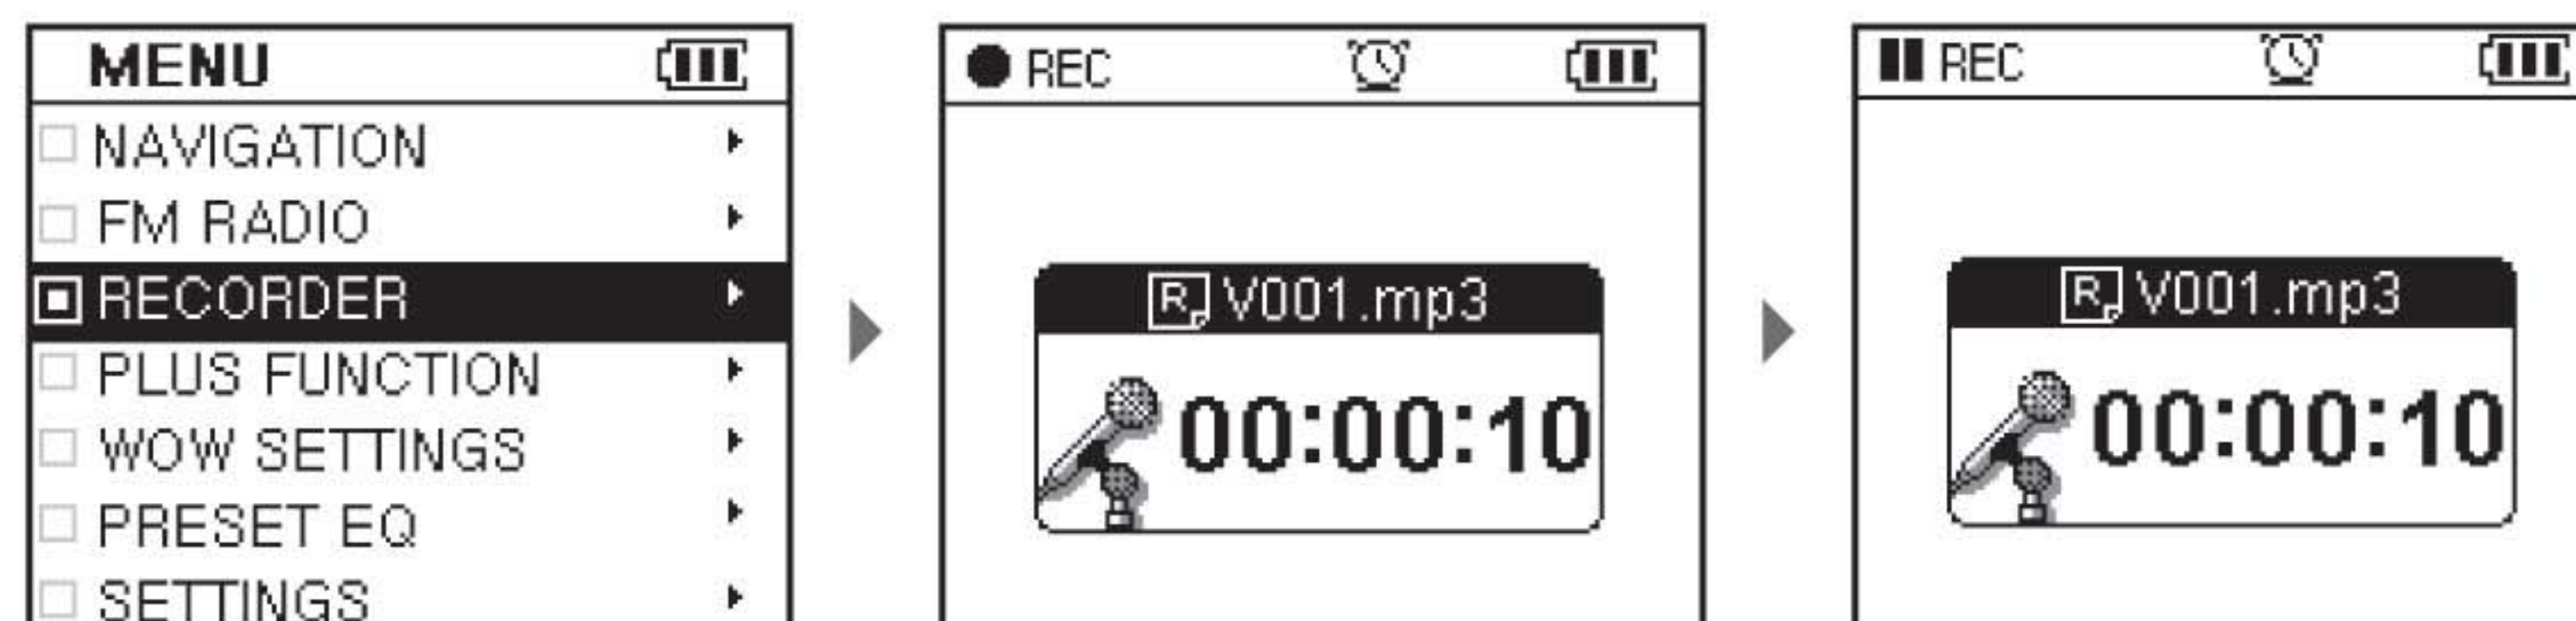 MENU
NAVIGATION
FM RADIO
RECORDER
PLUS FUNCTION
WOW SETTINGS
PRESET EQ
SETTINGS
REC
R V001.mp3
00:00:10
REC
R V001.mp3
00:00:10